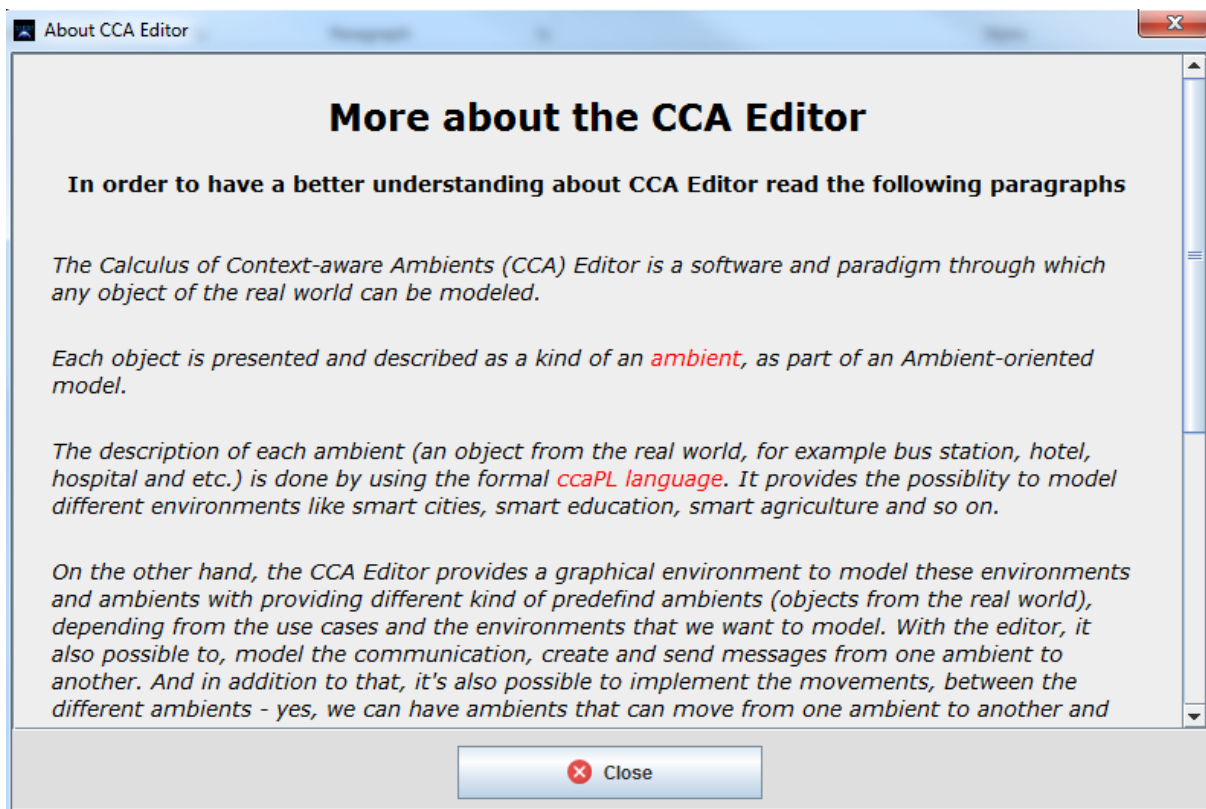 About CCA Editor
More about the CCA Editor
In order to have a better understanding about CCA Editor read the following paragraphs
The Calculus of Context-aware Ambients (CCA) Editor is a software and paradigm through which
any object of the real world can be modeled.
Each object is presented and described as a kind of an ambient, as part of an Ambient-oriented
model.
The description of each ambient (an object from the real world, for example bus station, hotel,
hospital and etc.) is done by using the formal ccaPL language. It provides the possiblity to model
different environments like smart cities, smart education, smart agriculture and so on.
On the other hand, the CCA Editor provides a graphical environment to model these environments
and ambients with providing different kind of predefind ambients (objects from the real world),
depending from the use cases and the environments that we want to model. With the editor, it
also possible to, model the communication, create and send messages from one ambient to
another. And in addition to that, it's also possible to implement the movements, between the
different ambients - yes, we can have ambients that can move from one ambient to another and
Close